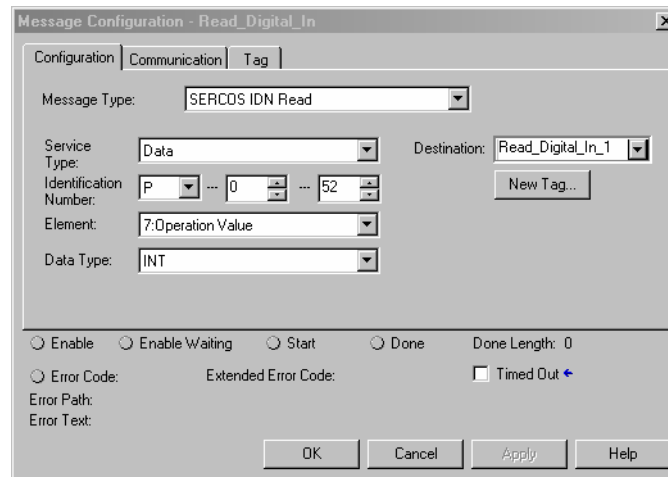 Message Configuration - Read_Digital_In
Configuration Communication Tag
Message Type: SERCOS IDN Read
Service Type: Data Destination: Read_Digital_In_1
Identification Number: P --- 0 --- 52 New Tag...
Element: 7:Operation Value
Data Type: INT
Enable Enable Waiting Start Done Done Length: 0
Error Code: Extended Error Code: Timed Out
Error Path:
Error Text:
OK Cancel Apply Help